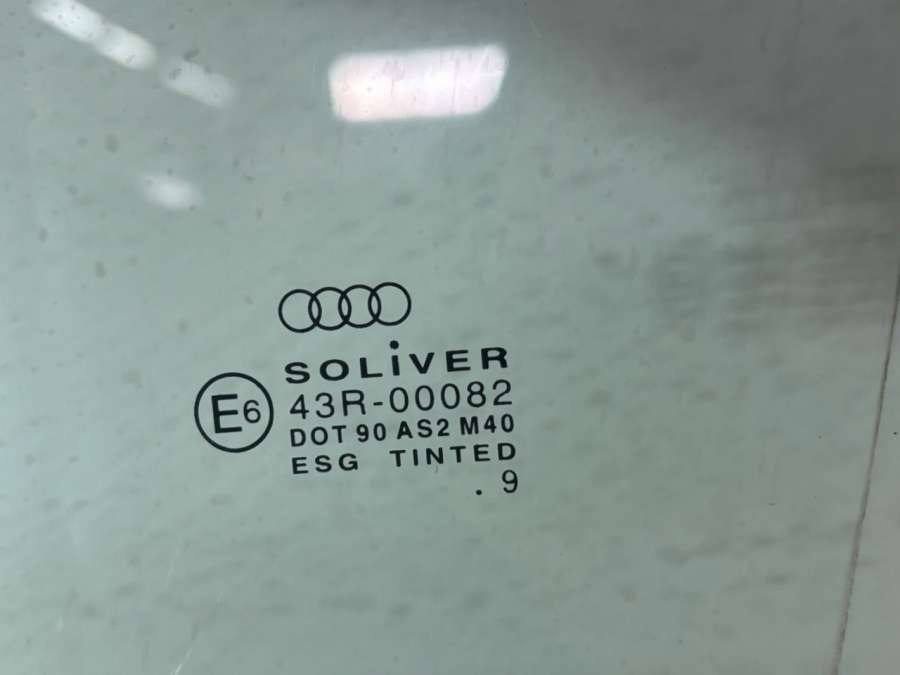 SOLiVER
E6
43R-00082
DOT 90 AS2 M40
ESG TINTED
. 9